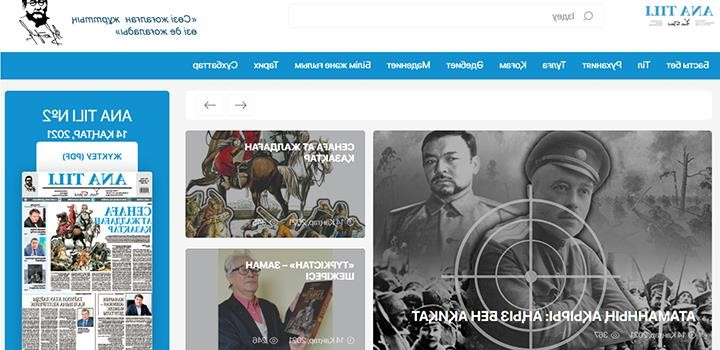 ANA TILI
Іздеу
«Сөзі жоғалған жұрттың
өзі де жоғалады»
Басты бет Тіл Руханият Тұлға Қоғам Әдебиет Мәдениет Білім және ғылым Тарих Сұхбаттар
АТАМАННЫҢ АҚЫРЫ: АҢЫЗ БЕН АҚИҚАТ
14 Қаңтар, 2021 367
СЕНАҒА АТ ЖАЛДАҒАН
ҚАЗАҚТАР
14 Қаңтар, 2021
«ТҮРКІСТАН» – ЗАМАН
ШЕЖІРЕСІ
14 Қаңтар, 2021 246
ANA TILI №2
14 ҚАҢТАР, 2021
ЖҮКТЕУ (PDF)
ANA TILI
СЕНАҒА
АТ ЖАЛДАҒАН
ҚАЗАҚТАР